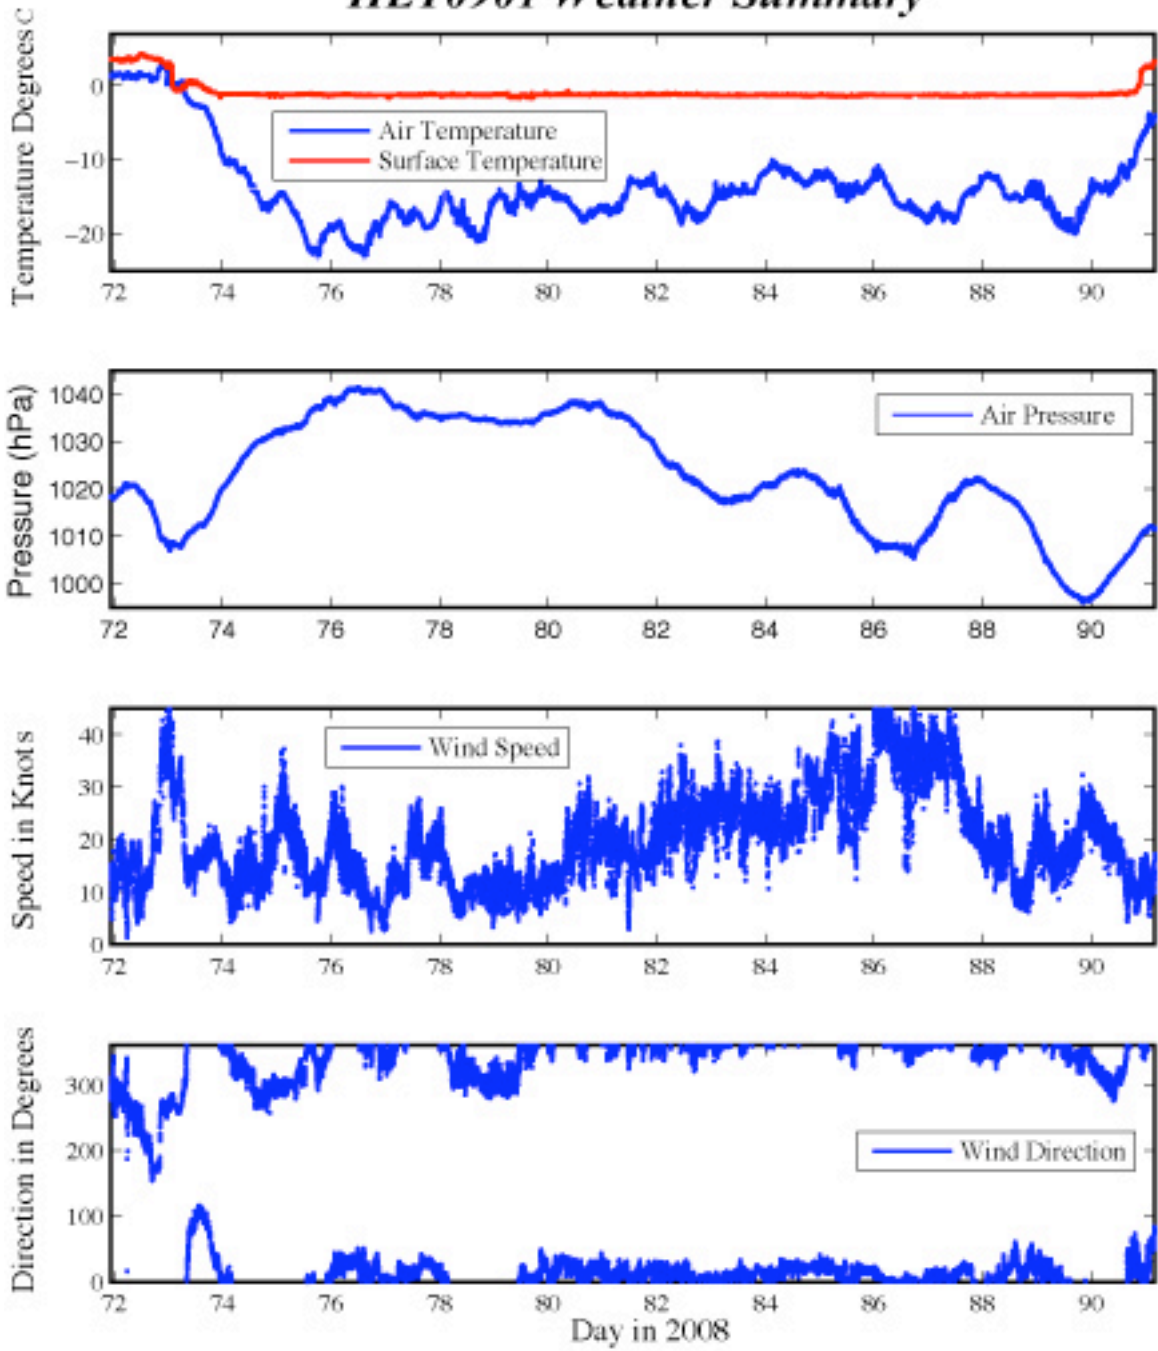 Weather Summary
Temperature Degrees C
0
−10
−20
Air Temperature
Surface Temperature
72 74 76 78 80 82 84 86 88 90
Pressure (hPa)
1040
1030
1020
1010
1000
Air Pressure
72 74 76 78 80 82 84 86 88 90
Speed in Knots
40
30
20
10
0
Wind Speed
72 74 76 78 80 82 84 86 88 90
Direction in Degrees
300
200
100
0
Wind Direction
72 74 76 78 80 82 84 86 88 90
Day in 2008